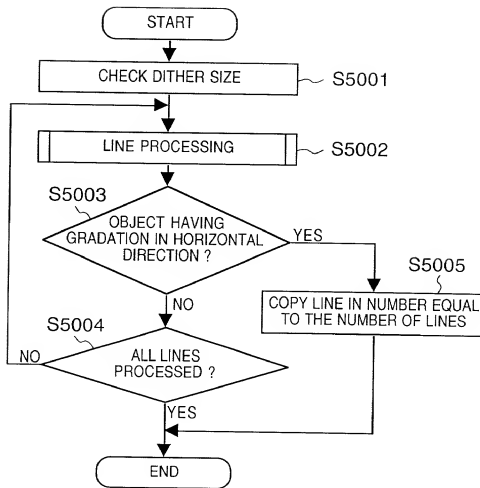 START
CHECK DITHER SIZE
S5001
LINE PROCESSING
S5002
S5003
OBJECT HAVING
GRADATION IN HORIZONTAL
DIRECTION ?
YES
S5005
COPY LINE IN NUMBER EQUAL
TO THE NUMBER OF LINES
NO
S5004
ALL LINES
PROCESSED ?
NO
YES
END